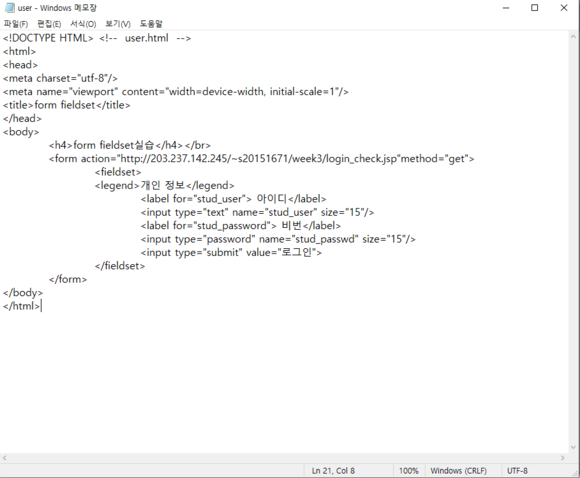 user - Windows 메모장
파일(F) 편집(E) 서식(O) 보기(V) 도움말
<!DOCTYPE HTML> <!-- user.html -->
<html>
<head>
<meta charset="utf-8"/>
<meta name="viewport" content="width=device-width, initial-scale=1"/>
<title>form fieldset</title>
</head>
<body>
<h4>form fieldset실습</h4></br>
<form action="http://203.237.142.245/~s20151671/week3/login_check.jsp"method="get">
<fieldset>
<legend>개인 정보</legend>
<label for="stud_user"> 아이디</label>
<input type="text" name="stud_user" size="15"/>
<label for="stud_password"> 비번</label>
<input type="password" name="stud_passwd" size="15"/>
<input type="submit" value="로그인">
</fieldset>
</form>
</body>
</html>
Ln 21, Col 8 100% Windows (CRLF) UTF-8